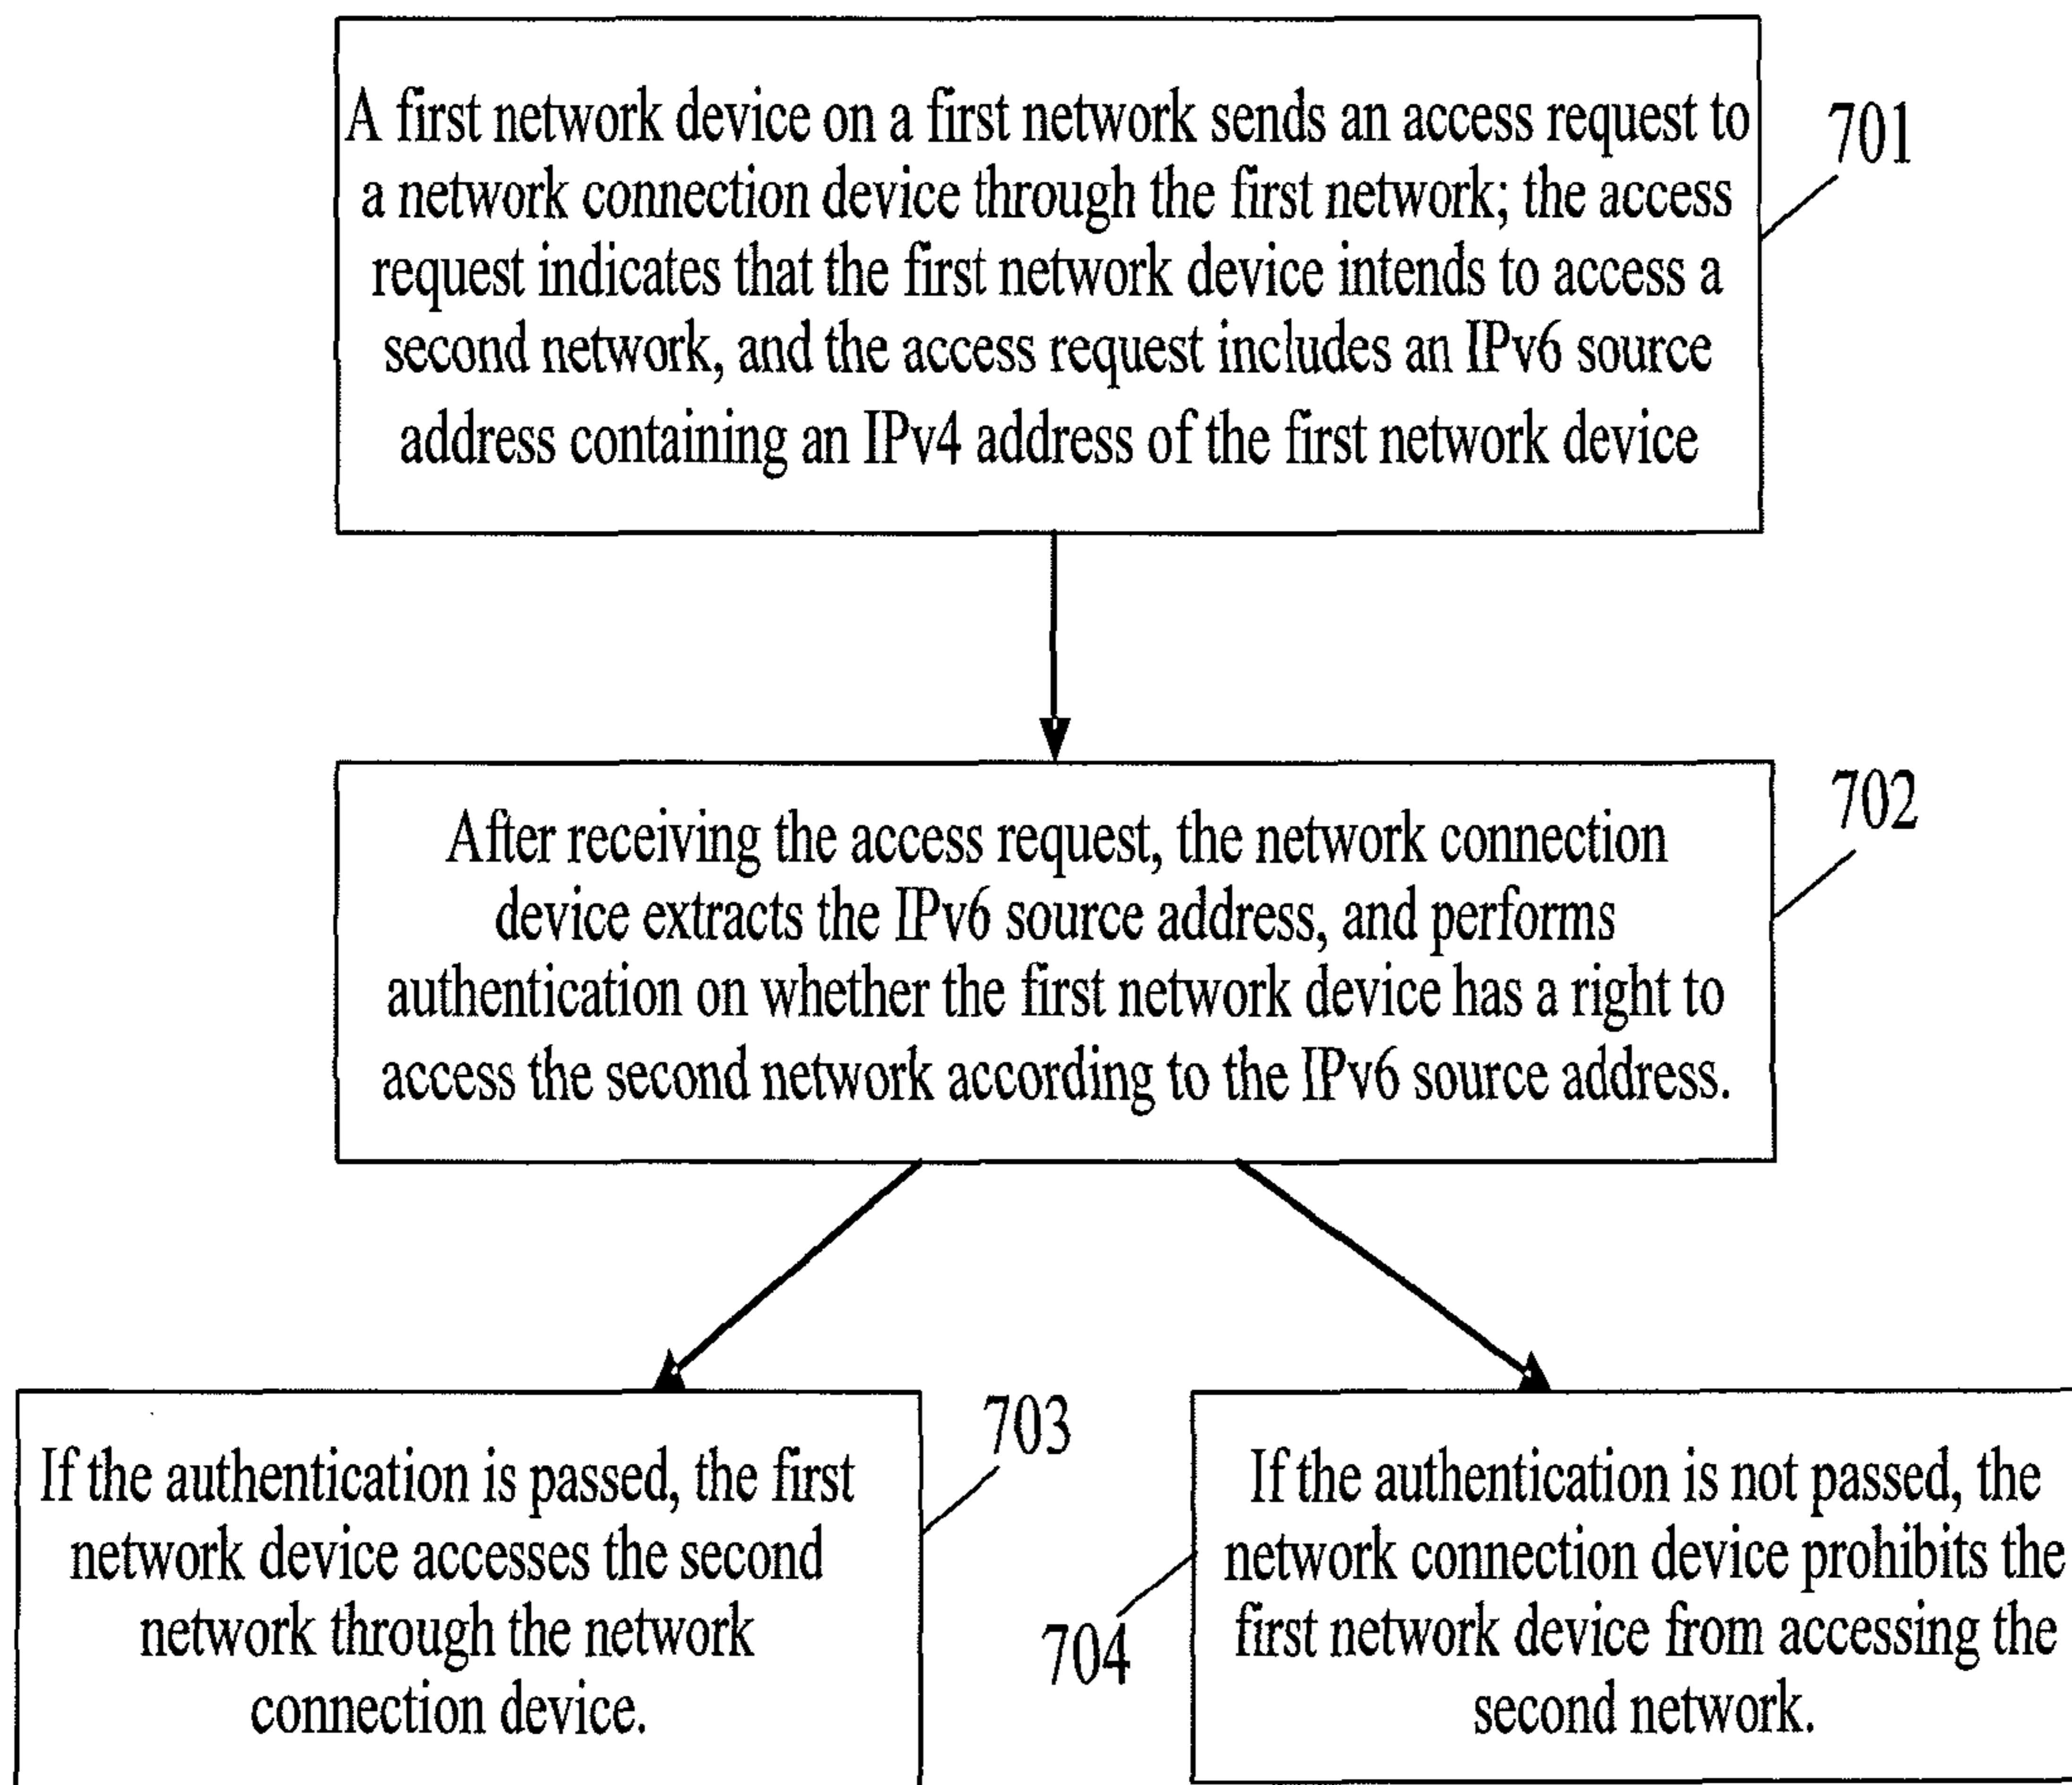 A first network device on a first network sends an access request to
a network connection device through the first network; the access
request indicates that the first network device intends to access a
second network, and the access request includes an IPv6 source
address containing an IPv4 address of the first network device
701
After receiving the access request, the network connection
device extracts the IPv6 source address, and performs
authentication on whether the first network device has a right to
access the second network according to the IPv6 source address.
702
If the authentication is passed, the first
network device accesses the second
network through the network
connection device.
703
If the authentication is not passed, the
network connection device prohibits the
first network device from accessing the
second network.
704